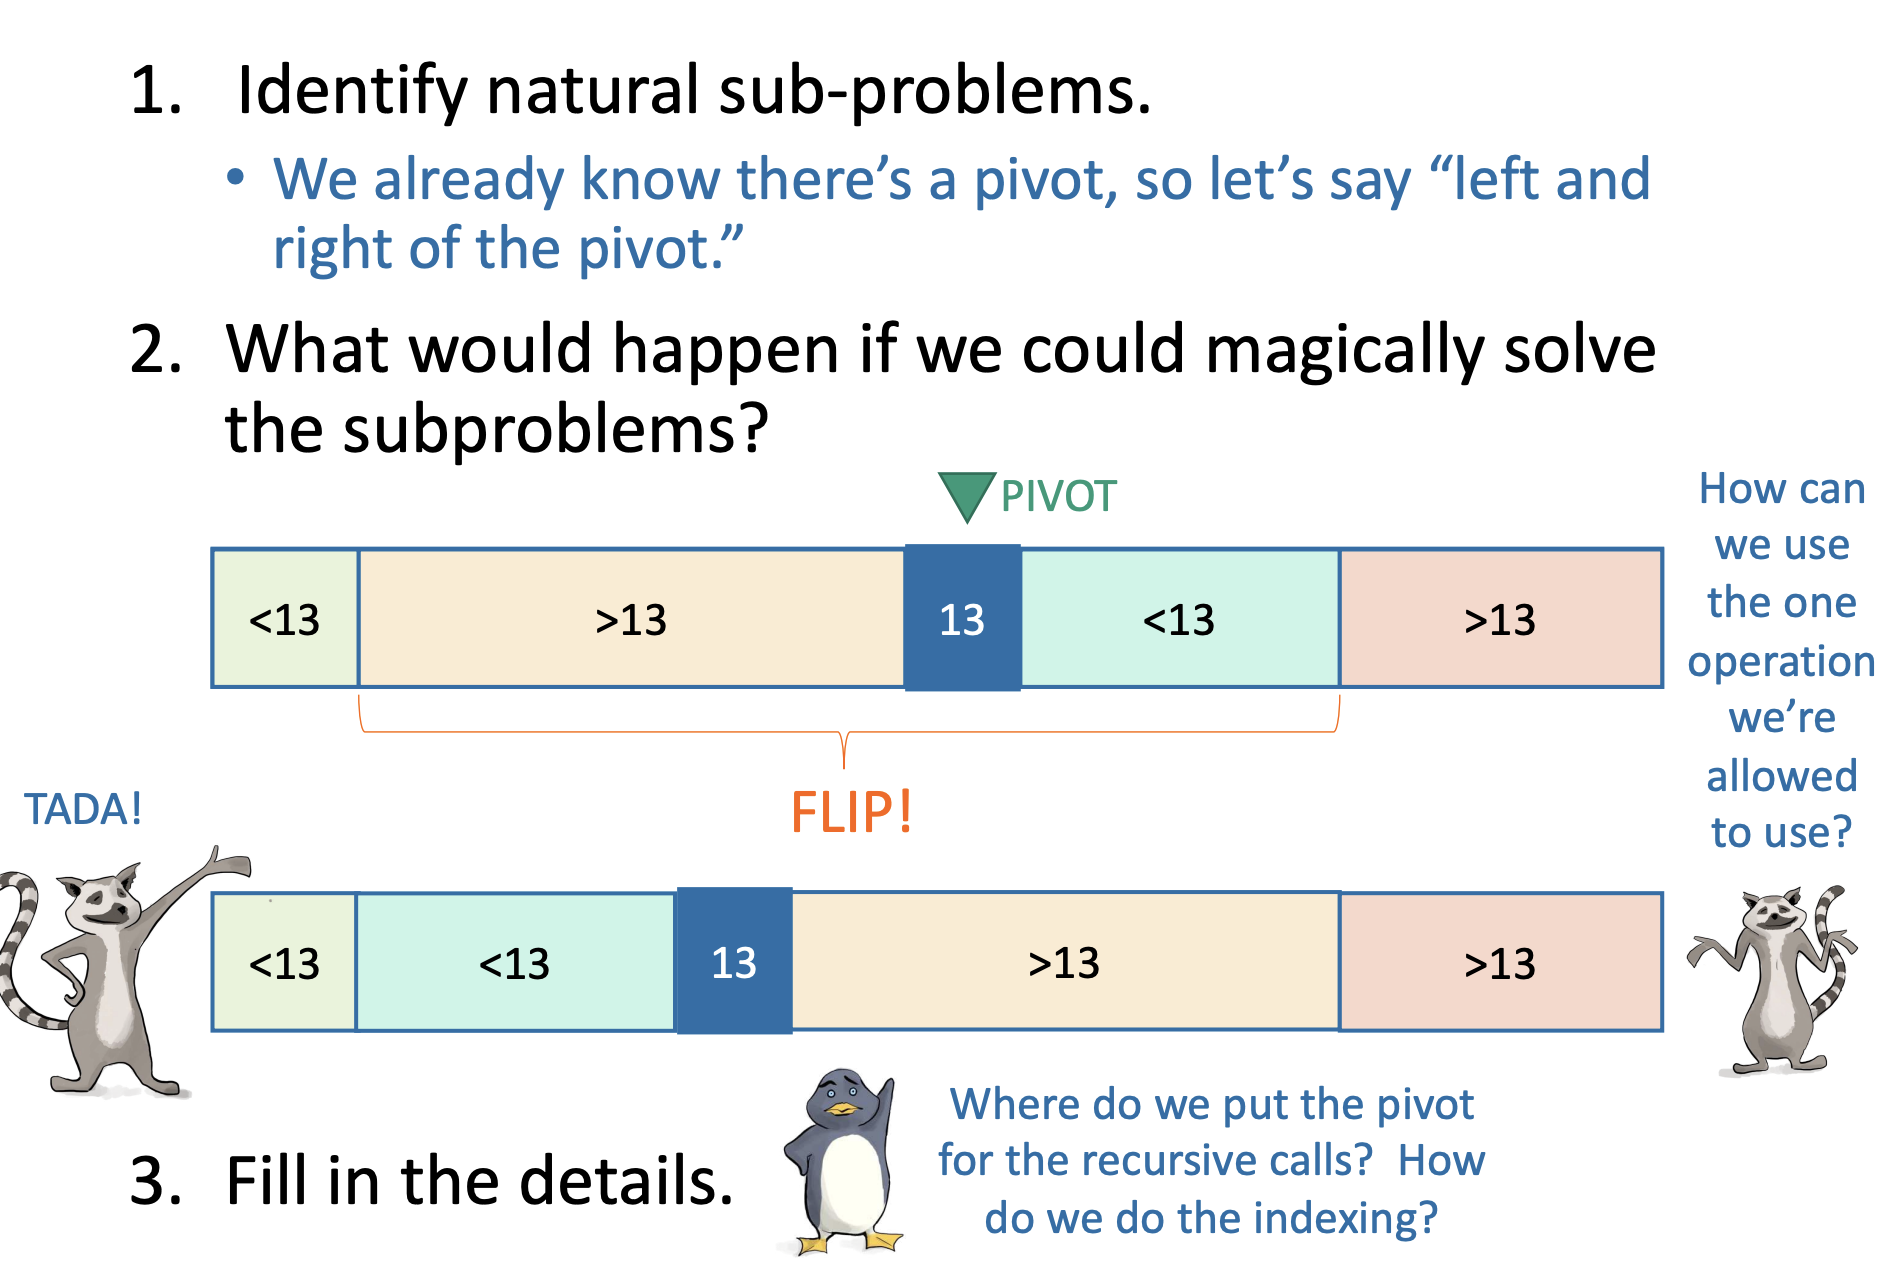 1. Identify natural sub-problems.
• We already know there’s a pivot, so let’s say “left and
right of the pivot.”
2. What would happen if we could magically solve
the subproblems?
PIVOT
<13 >13 13 <13 >13
How can
we use
the one
operation
we’re
allowed
to use?
FLIP!
TADA!
<13 <13 13 >13 >13
Where do we put the pivot
for the recursive calls? How
do we do the indexing?
3. Fill in the details.